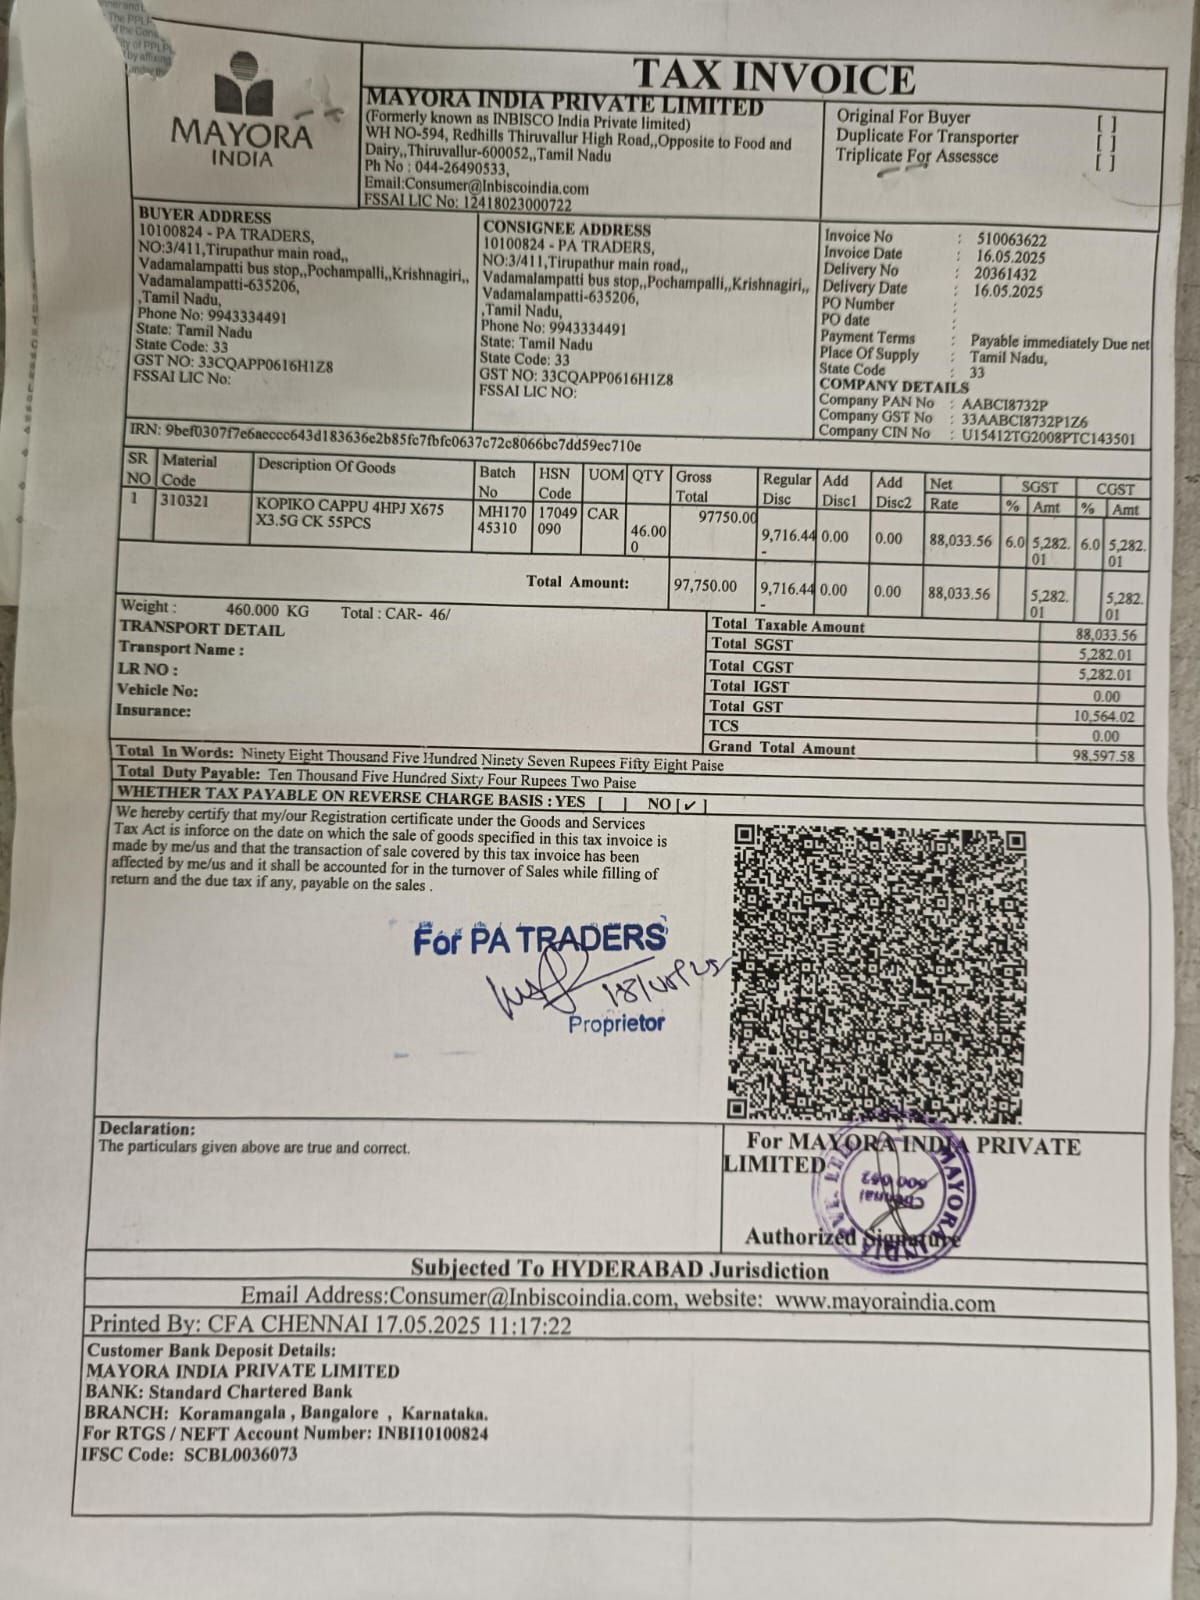 MAYORA
INDIA
TAX INVOICE
MAYORA INDIA PRIVATE LIMITED
(Formerly known as INBISCO India Private limited)
WH NO-594, Redhills Thiruvallur High Road,,Opposite to Food and
Dairy,,Thiruvallur-600052,,Tamil Nadu
Ph No : 044-26490533,
Email:Consumer@Inbiscoindia.com
FSSAI LIC No: 12418023000722
Original For Buyer [ ]
Duplicate For Transporter [ ]
Triplicate For Assessce [ ]
BUYER ADDRESS
10100824 - PA TRADERS,
NO:3/411,Tirupathur main road,,
Vadamalampatti bus stop,,Pochampalli,,Krishnagiri,,
Vadamalampatti-635206,
,Tamil Nadu,
Phone No: 9943334491
State: Tamil Nadu
State Code: 33
GST NO: 33CQAPP0616H1Z8
FSSAI LIC No:
CONSIGNEE ADDRESS
10100824 - PA TRADERS,
NO:3/411,Tirupathur main road,,
Vadamalampatti bus stop,,Pochampalli,,Krishnagiri,,
Vadamalampatti-635206,
,Tamil Nadu,
Phone No: 9943334491
State: Tamil Nadu
State Code: 33
GST NO: 33CQAPP0616H1Z8
FSSAI LIC NO:
Invoice No : 510063622
Invoice Date : 16.05.2025
Delivery No : 20361432
Delivery Date : 16.05.2025
PO Number :
PO date :
Payment Terms : Payable immediately Due net
Place Of Supply : Tamil Nadu,
State Code : 33
COMPANY DETAILS
Company PAN No : AABCI8732P
Company GST No : 33AABCI8732P1Z6
Company CIN No : U15412TG2008PTC143501
IRN: 9bef0307f7e6aeccc643d183636e2b85fc7fbfc0637c72c8066bc7dd59ec710e
SR NO Material Code Description Of Goods Batch No HSN Code UOM QTY Gross Total Regular Disc Add Disc1 Add Disc2 Net Rate SGST % Amt CGST % Amt
1 310321 KOPIKO CAPPU 4HPJ X675 X3.5G CK 55PCS MH170 45310 17049 090 CAR 46.00 0 97750.00 9,716.44 - 0.00 0.00 88,033.56 6.0 5,282. 01 6.0 5,282. 01
Total Amount: 97,750.00 9,716.44 - 0.00 0.00 88,033.56 5,282. 01 5,282. 01
Weight : 460.000 KG Total : CAR- 46/
TRANSPORT DETAIL
Transport Name :
LR NO :
Vehicle No:
Insurance:
Total Taxable Amount 88,033.56
Total SGST 5,282.01
Total CGST 5,282.01
Total IGST 0.00
Total GST 10,564.02
TCS 0.00
Grand Total Amount 98,597.58
Total In Words: Ninety Eight Thousand Five Hundred Ninety Seven Rupees Fifty Eight Paise
Total Duty Payable: Ten Thousand Five Hundred Sixty Four Rupees Two Paise
WHETHER TAX PAYABLE ON REVERSE CHARGE BASIS : YES [ ] NO [✓]
We hereby certify that my/our Registration certificate under the Goods and Services
Tax Act is inforce on the date on which the sale of goods specified in this tax invoice is
made by me/us and that the transaction of sale covered by this tax invoice has been
affected by me/us and it shall be accounted for in the turnover of Sales while filling of
return and the due tax if any, payable on the sales .
For PA TRADERS
Proprietor
Declaration:
The particulars given above are true and correct.
For MAYORA INDIA PRIVATE
LIMITED
MAYORA INDIA PVT. LTD.
Chennai
600 052
Authorized Signature
Subjected To HYDERABAD Jurisdiction
Email Address:Consumer@Inbiscoindia.com, website: www.mayoraindia.com
Printed By: CFA CHENNAI 17.05.2025 11:17:22
Customer Bank Deposit Details:
MAYORA INDIA PRIVATE LIMITED
BANK: Standard Chartered Bank
BRANCH: Koramangala , Bangalore , Karnataka.
For RTGS / NEFT Account Number: INBI10100824
IFSC Code: SCBL0036073